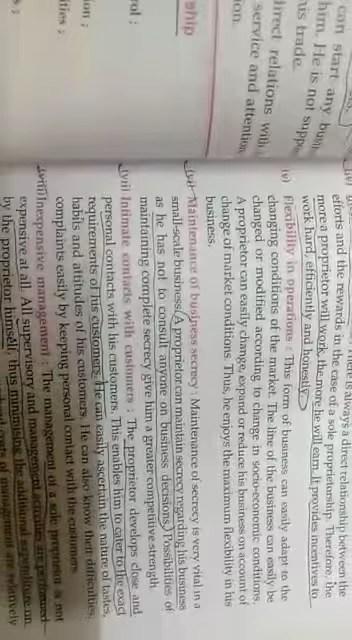 can start any
him. He is not
his trade.
direct relations with
service and attention
ship
rol ;
ion ;
ities ;
is always a direct relationship between the
efforts and the rewards in the case of a sole proprietorship. Therefore, the
more a proprietor will work, the more he will earn. It provides incentives to
work hard, efficiently and honestly.
(v) Flexibility in operations : This form of business can easily adapt to the
changing conditions of the market. The line of the business can easily be
changed or modified according to change in socio-economic conditions.
A proprietor can easily change, expand or reduce his business on account of
change of market conditions. Thus, he enjoys the maximum flexibility in his
business.
(vi) Maintenance of business secrecy : Maintenance of secrecy is very vital in a
small-scale business. A proprietor can maintain secrecy regarding his business
as he has not to consult anyone on business decisions. Possibilities of
maintaining complete secrecy give him a greater competitive strength.
(vii) Intimate contacts with customers : The proprietor develops close and
personal contacts with his customers. This enables him to cater to the exact
requirements of his customers. He can easily ascertain the nature of tastes,
habits and attitudes of his customers. He can also know their difficulties,
complaints easily by keeping personal contact with the customers.
(viii) Inexpensive management : The management of a sole proprietor is not
expensive at all. All supervisory and management activities are performed
by the proprietor himself, thus minimising the additional expenditure on
relatively